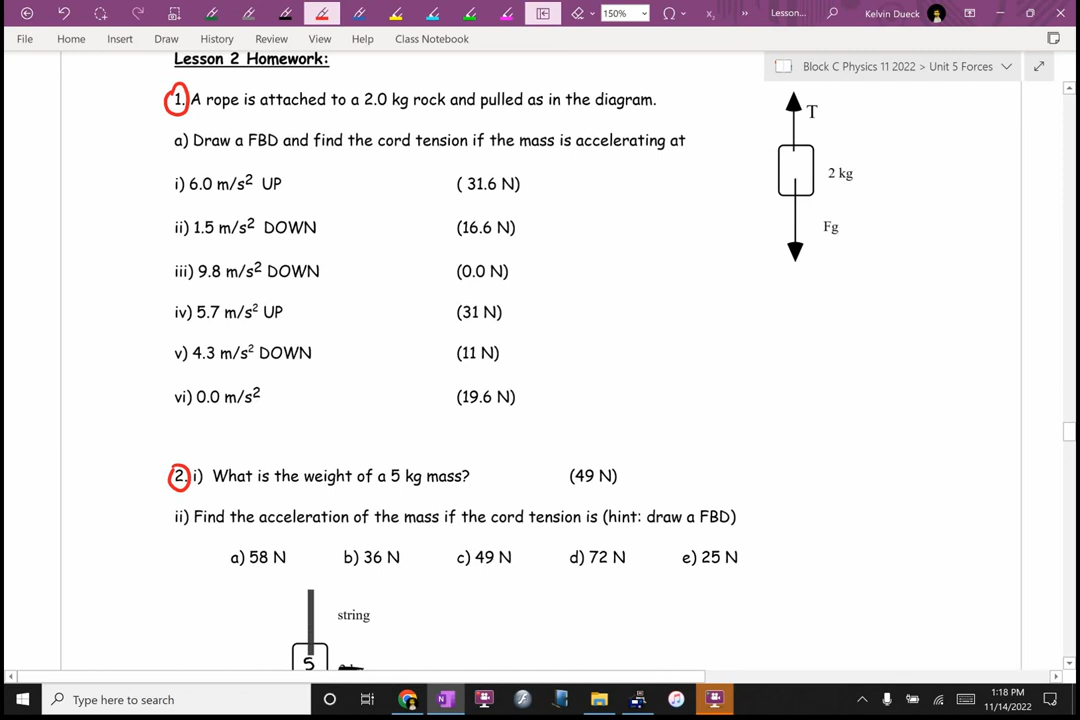 150%
Lesson...
Kelvin Dueck
File Home Insert Draw History Review View Help Class Notebook
Block C Physics 11 2022 > Unit 5 Forces
Lesson 2 Homework:
1. A rope is attached to a 2.0 kg rock and pulled as in the diagram.
a) Draw a FBD and find the cord tension if the mass is accelerating at
i) 6.0 m/s² UP ( 31.6 N)
ii) 1.5 m/s² DOWN (16.6 N)
iii) 9.8 m/s² DOWN (0.0 N)
iv) 5.7 m/s² UP (31 N)
v) 4.3 m/s² DOWN (11 N)
vi) 0.0 m/s² (19.6 N)
T
2 kg
Fg
2. i) What is the weight of a 5 kg mass? (49 N)
ii) Find the acceleration of the mass if the cord tension is (hint: draw a FBD)
a) 58 N b) 36 N c) 49 N d) 72 N e) 25 N
string
5
Type here to search
1:18 PM
11/14/2022